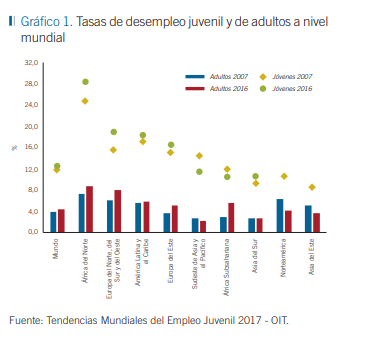 Gráfico 1. Tasas de desempleo juvenil y de adultos a nivel
mundial
32,0
28,0
24,0
20,0
16,0
12,0
8,0
4,0
0,0
%
Adultos 2007
Jóvenes 2007
Adultos 2016
Jóvenes 2016
Mundo
África del Norte
Europa del Norte, del
Sur y del Oeste
América Latina y
el Caribe
Europa del Este
Sudeste de Asia y
el Pacífico
África Subsahariana
Asia del Sur
Norteamérica
Asia del Este
Fuente: Tendencias Mundiales del Empleo Juvenil 2017 - OIT.